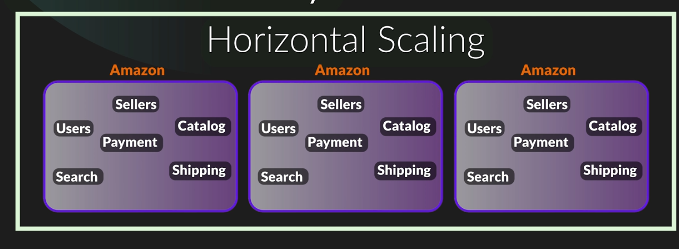 Horizontal Scaling
Amazon Amazon Amazon
Sellers Sellers Sellers
Users Catalog Users Catalog Users Catalog
Payment Payment Payment
Search Shipping Search Shipping Search Shipping